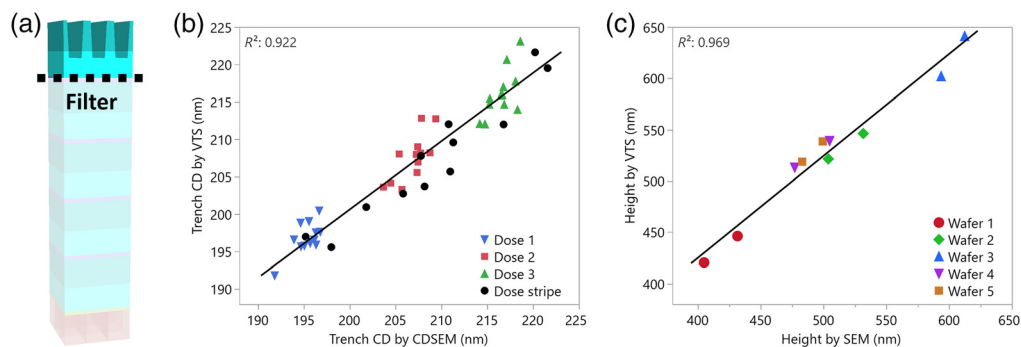 (a)
Filter
(b)
R²: 0.922
Trench CD by VTS (nm)
225
220
215
210
205
200
195
190
Dose 1
Dose 2
Dose 3
Dose stripe
190 195 200 205 210 215 220 225
Trench CD by CDSEM (nm)
(c)
R²: 0.969
Height by VTS (nm)
650
600
550
500
450
400
Wafer 1
Wafer 2
Wafer 3
Wafer 4
Wafer 5
400 450 500 550 600 650
Height by SEM (nm)